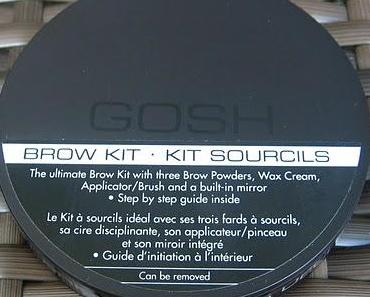 GOSH
BROW KIT · KIT SOURCILS
The ultimate Brow Kit with three Brow Powders, Wax Cream,
Applicator/Brush and a built-in mirror
• Step by step guide inside
Le Kit à sourcils idéal avec ses trois fards à sourcils,
sa cire disciplinante, son applicateur/pinceau
et son miroir intégré
• Guide d'initiation à l'intérieur
Can be removed